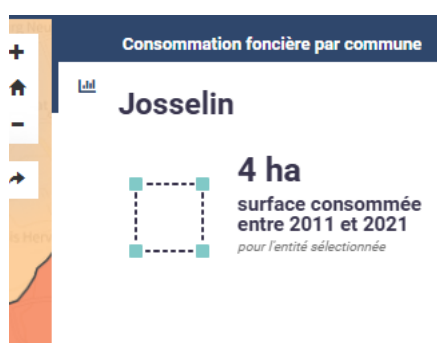 Consommation foncière par commune
Josselin
4 ha
surface consommée
entre 2011 et 2021
pour l'entité sélectionnée